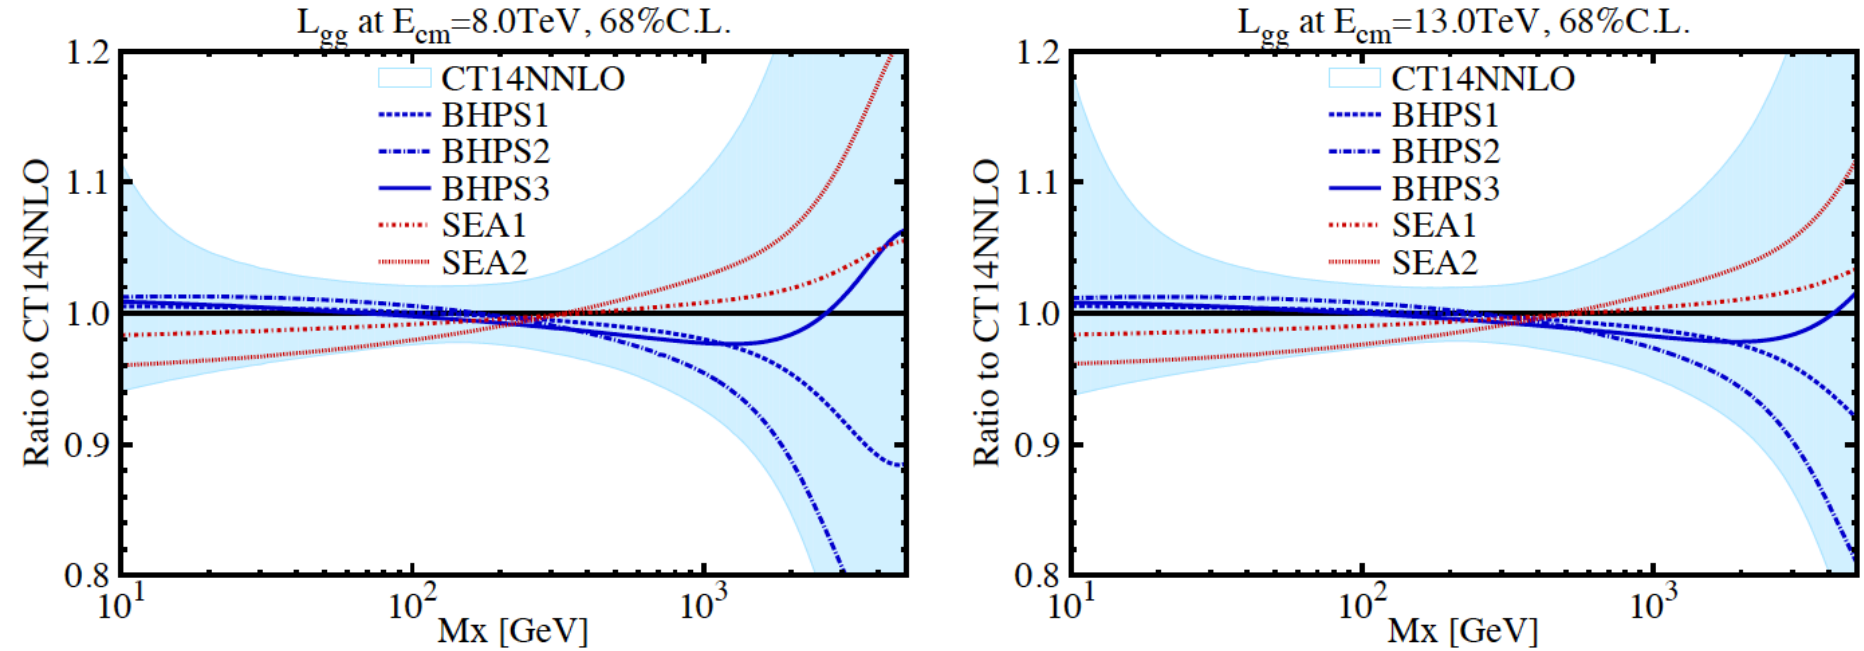 L_gg at E_cm=8.0TeV, 68%C.L.
1.2
1.1
1.0
0.9
0.8
Ratio to CT14NNLO
CT14NNLO
BHPS1
BHPS2
BHPS3
SEA1
SEA2
10^1
10^2
10^3
Mx [GeV]
L_gg at E_cm=13.0TeV, 68%C.L.
1.2
1.1
1.0
0.9
0.8
Ratio to CT14NNLO
CT14NNLO
BHPS1
BHPS2
BHPS3
SEA1
SEA2
10^1
10^2
10^3
Mx [GeV]